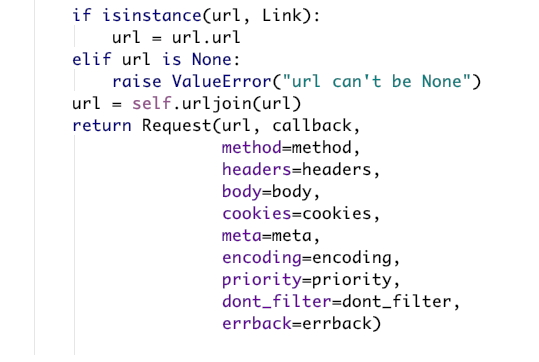 if isinstance(url, Link):
    url = url.url
elif url is None:
    raise ValueError("url can't be None")
url = self.urljoin(url)
return Request(url, callback,
               method=method,
               headers=headers,
               body=body,
               cookies=cookies,
               meta=meta,
               encoding=encoding,
               priority=priority,
               dont_filter=dont_filter,
               errback=errback)